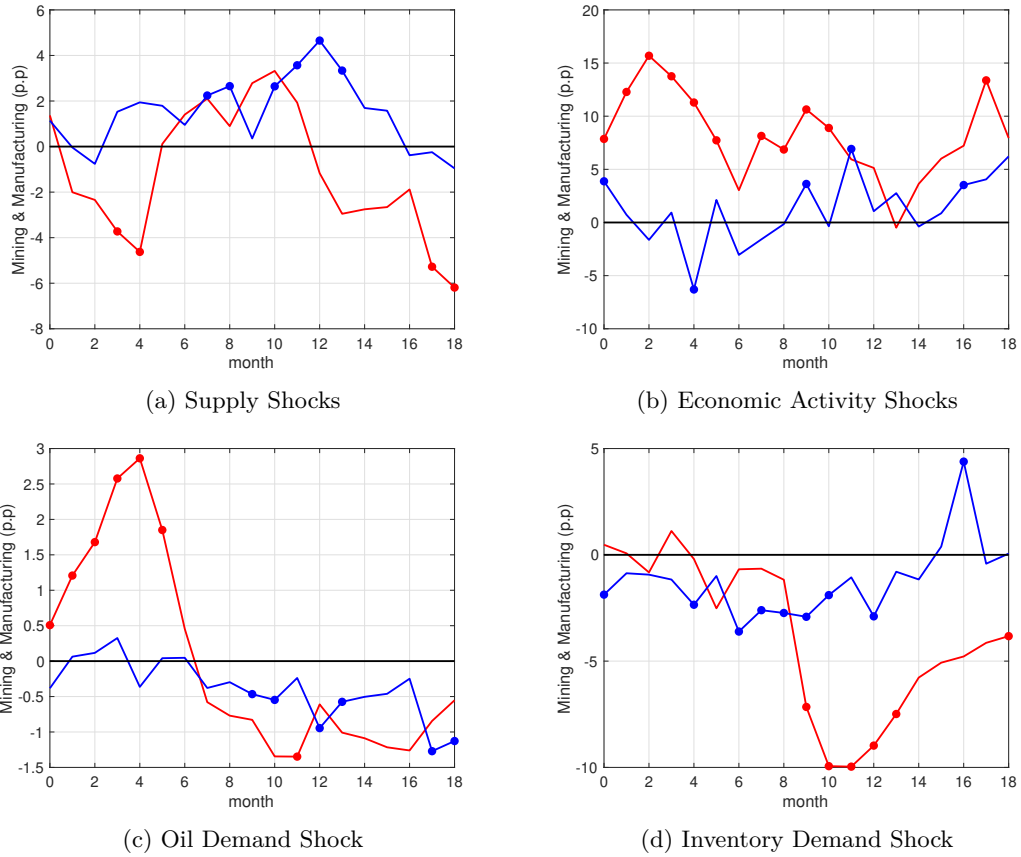 Mining & Manufacturing (p.p)
6
4
2
0
-2
-4
-6
-8
0 2 4 6 8 10 12 14 16 18
month
(a) Supply Shocks
Mining & Manufacturing (p.p)
20
15
10
5
0
-5
-10
0 2 4 6 8 10 12 14 16 18
month
(b) Economic Activity Shocks
Mining & Manufacturing (p.p)
3
2.5
2
1.5
1
0.5
0
-0.5
-1
-1.5
0 2 4 6 8 10 12 14 16 18
month
(c) Oil Demand Shock
Mining & Manufacturing (p.p)
5
0
-5
-10
0 2 4 6 8 10 12 14 16 18
month
(d) Inventory Demand Shock